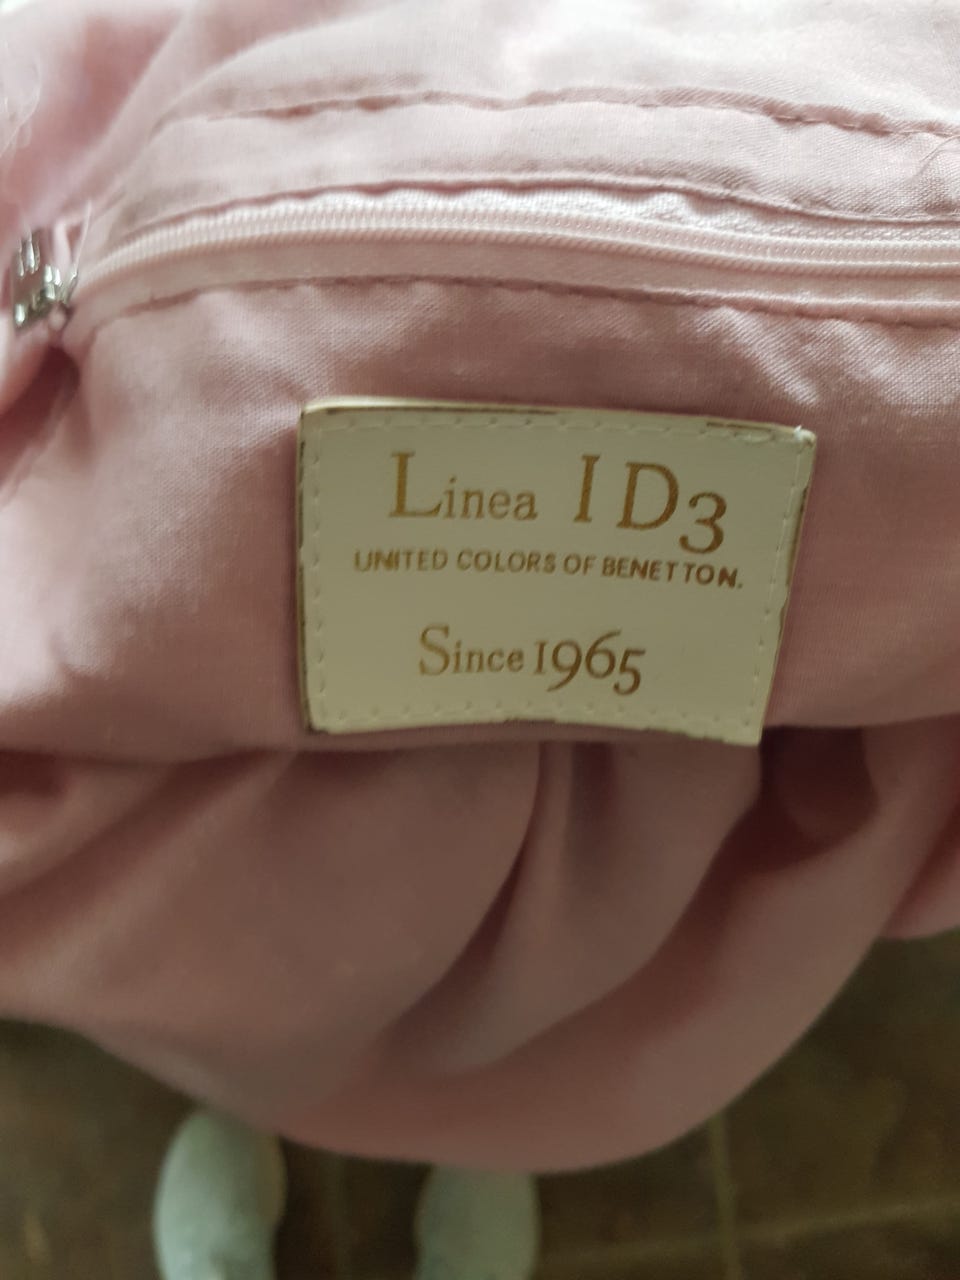 Linea ID3
UNITED COLORS OF BENETTON.
Since 1965